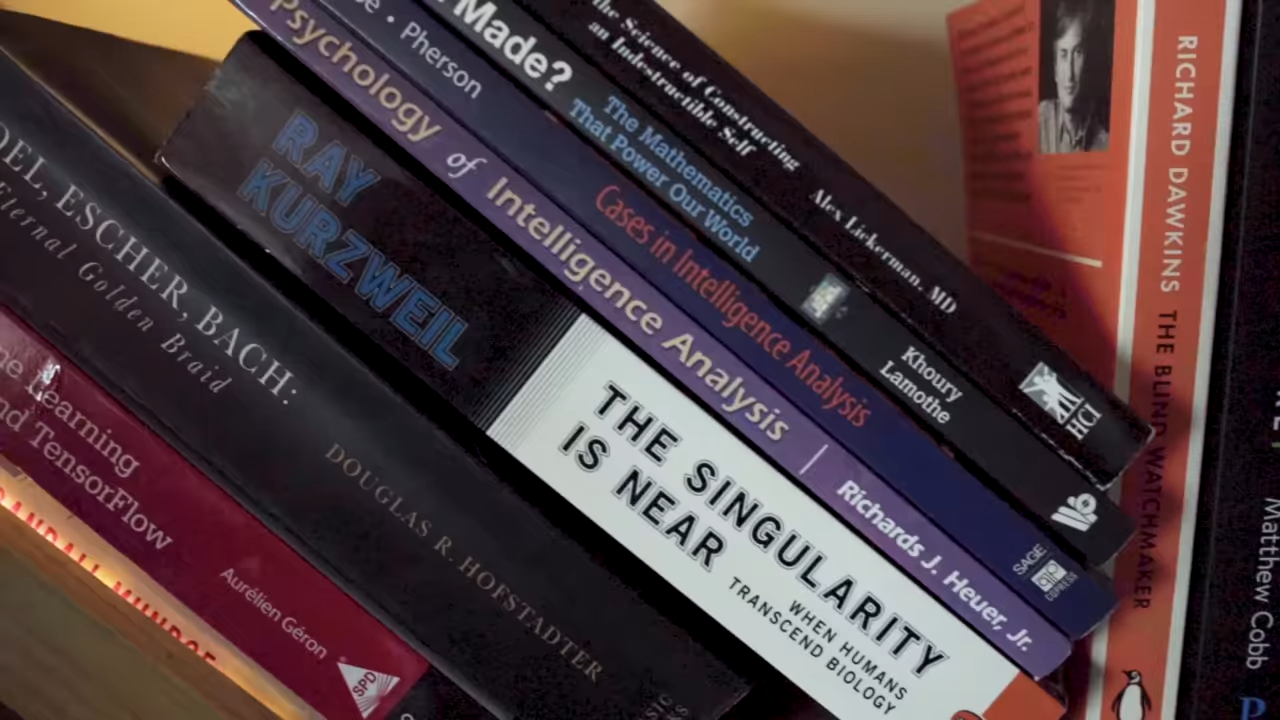 the Science of Constructing
an Indestructible Self
Alex Lickerman, MD
HCI
Made?
The Mathematics
That Power Our World
Khoury
Lamothe
Pherson
Cases in Intelligence Analysis
SAGE
CQPRESS
Psychology of Intelligence Analysis
Richards J. Heuer, Jr.
RAY
KURZWEIL
THE SINGULARITY
IS NEAR
WHEN HUMANS
TRANSCEND BIOLOGY
ESCHER, BACH:
Golden Braid
DOUGLAS R. HOFSTADTER
Learning
TensorFlow
Aurélien Géron
SPD
RICHARD DAWKINS THE BLIND WATCHMAKER
Matthew Cobb
P